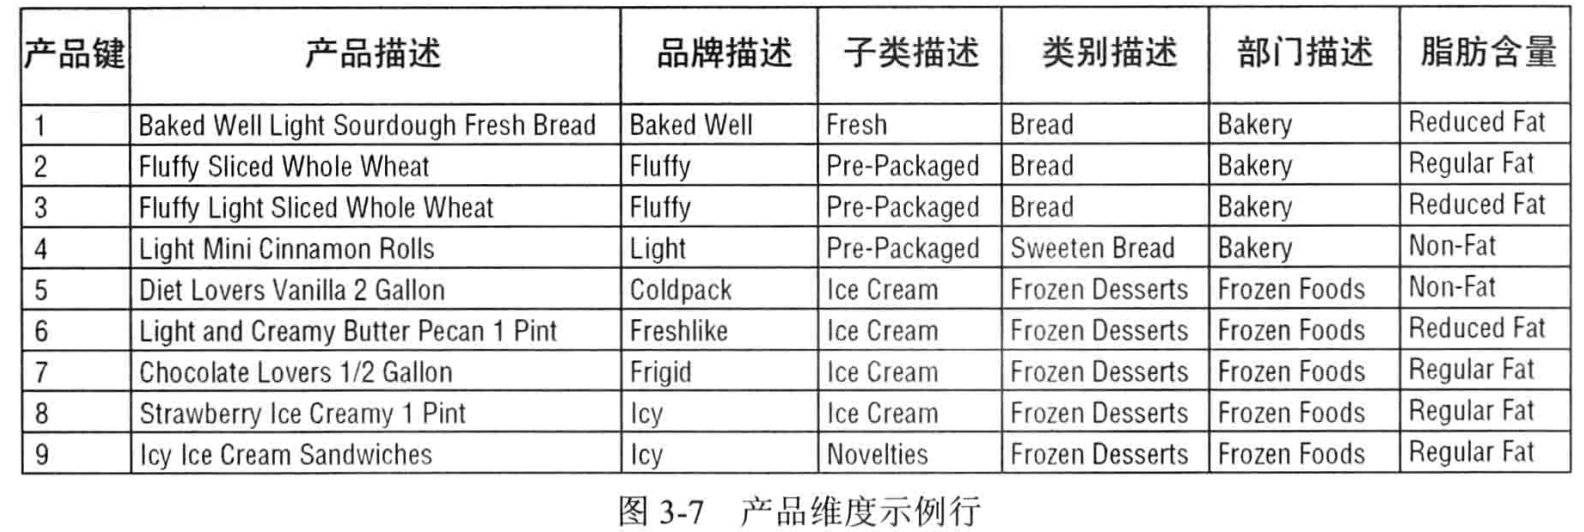 产品键 产品描述 品牌描述 子类描述 类别描述 部门描述 脂肪含量
1 Baked Well Light Sourdough Fresh Bread Baked Well Fresh Bread Bakery Reduced Fat
2 Fluffy Sliced Whole Wheat Fluffy Pre-Packaged Bread Bakery Regular Fat
3 Fluffy Light Sliced Whole Wheat Fluffy Pre-Packaged Bread Bakery Reduced Fat
4 Light Mini Cinnamon Rolls Light Pre-Packaged Sweeten Bread Bakery Non-Fat
5 Diet Lovers Vanilla 2 Gallon Coldpack Ice Cream Frozen Desserts Frozen Foods Non-Fat
6 Light and Creamy Butter Pecan 1 Pint Freshlike Ice Cream Frozen Desserts Frozen Foods Reduced Fat
7 Chocolate Lovers 1/2 Gallon Frigid Ice Cream Frozen Desserts Frozen Foods Regular Fat
8 Strawberry Ice Creamy 1 Pint Icy Ice Cream Frozen Desserts Frozen Foods Regular Fat
9 Icy Ice Cream Sandwiches Icy Novelties Frozen Desserts Frozen Foods Regular Fat
图 3-7 产品维度示例行